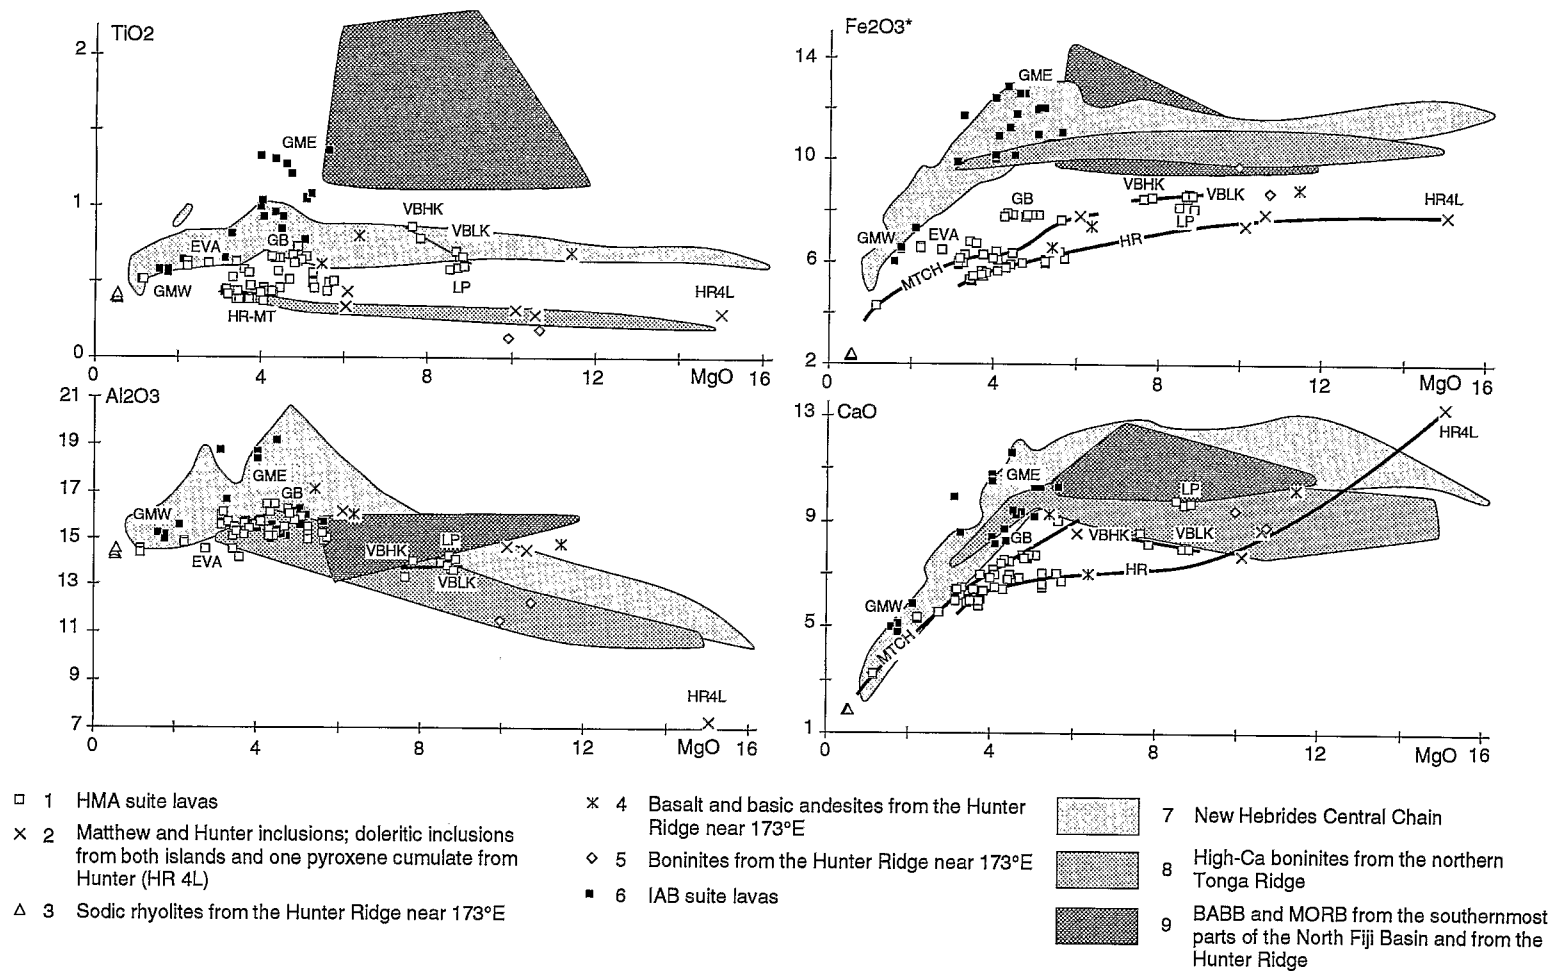 TiO2
2
1
0
GME
VBHK
VBLK
EVA
GB
GMW
LP
HR-MT
HR4L
0
4
8
12
MgO
16
Fe2O3*
14
10
6
2
GME
VBHK
VBLK
GB
LP
HR4L
GMW
EVA
HR
MTCH
0
4
8
12
MgO
16
Al2O3
21
19
17
15
14
13
11
9
7
GME
GB
GMW
EVA
LP
VBHK
VBLK
HR4L
0
4
8
12
MgO
16
CaO
13
9
5
1
HR4L
GME
LP
GB
VBHK
VBLK
HR
GMW
MTCH
0
4
8
12
MgO
16
1 HMA suite lavas
2 Matthew and Hunter inclusions; doleritic inclusions
from both islands and one pyroxene cumulate from
Hunter (HR 4L)
3 Sodic rhyolites from the Hunter Ridge near 173°E
4 Basalt and basic andesites from the Hunter
Ridge near 173°E
5 Boninites from the Hunter Ridge near 173°E
6 IAB suite lavas
7 New Hebrides Central Chain
8 High-Ca boninites from the northern
Tonga Ridge
9 BABB and MORB from the southernmost
parts of the North Fiji Basin and from the
Hunter Ridge